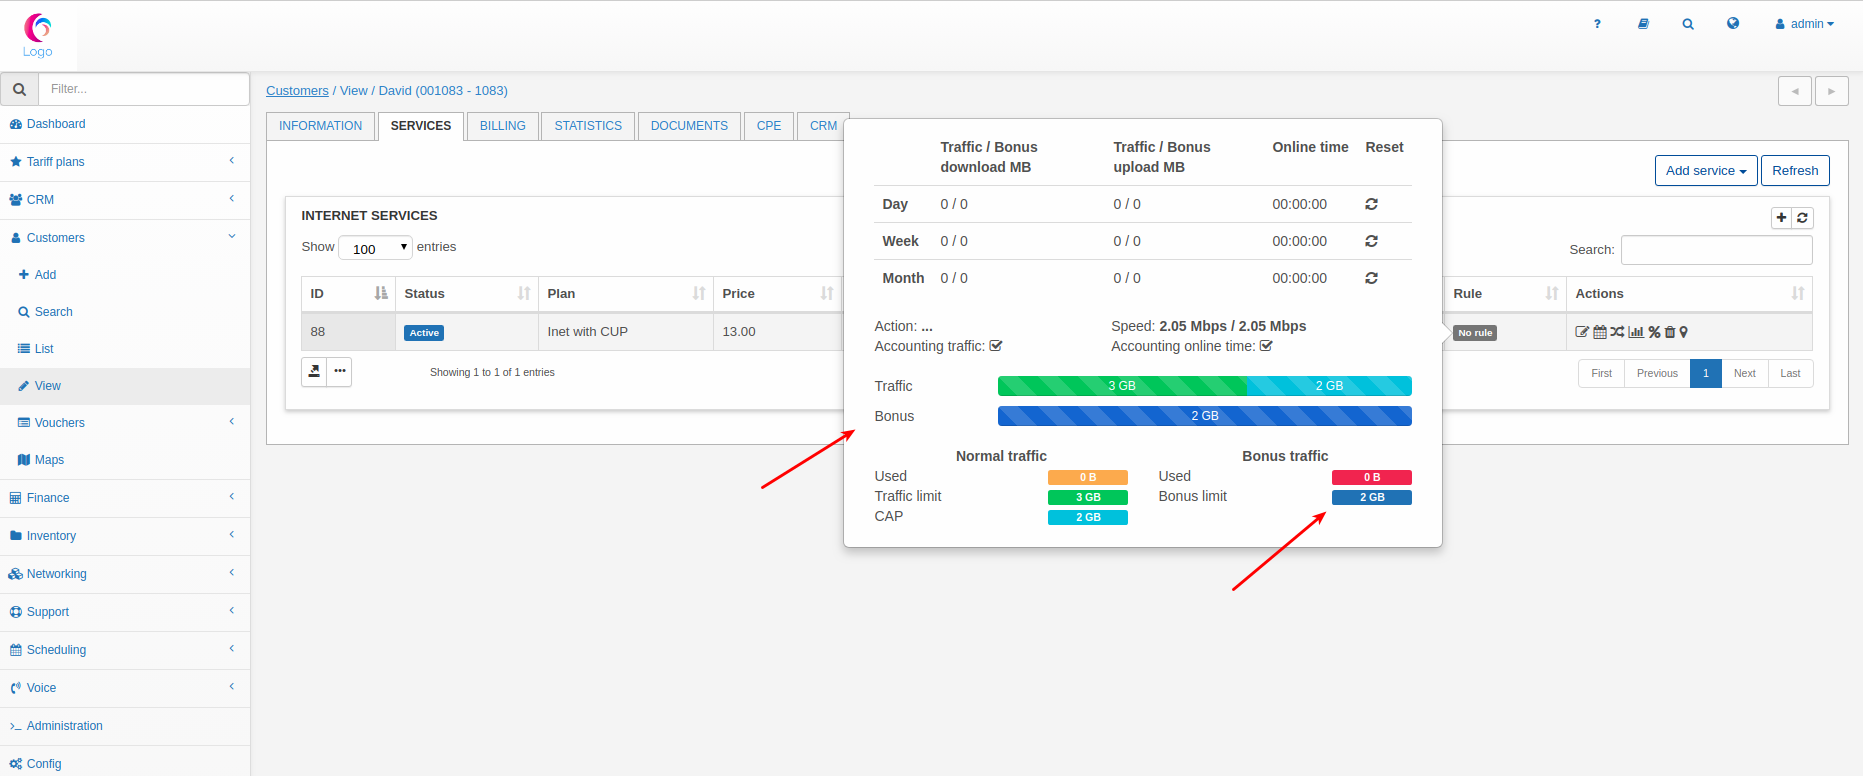 Logo
? admin
Filter...
Customers / View / David (001083 - 1083)
Dashboard
Tariff plans
CRM
Customers
Add
Search
List
View
Vouchers
Maps
Finance
Inventory
Networking
Support
Scheduling
Voice
Administration
Config
INFORMATION SERVICES BILLING STATISTICS DOCUMENTS CPE CRM
Add service Refresh
INTERNET SERVICES
Show 100 entries
Search:
ID Status Plan Price Rule Actions
88 Active Inet with CUP 13.00 No rule
Showing 1 to 1 of 1 entries
First Previous 1 Next Last
Traffic / Bonus download MB Traffic / Bonus upload MB Online time Reset
Day 0 / 0 0 / 0 00:00:00
Week 0 / 0 0 / 0 00:00:00
Month 0 / 0 0 / 0 00:00:00
Action: ... Speed: 2.05 Mbps / 2.05 Mbps
Accounting traffic: Accounting online time:
Traffic 3 GB 2 GB
Bonus 2 GB
Normal traffic Bonus traffic
Used 0 B Used 0 B
Traffic limit 3 GB Bonus limit 2 GB
CAP 2 GB